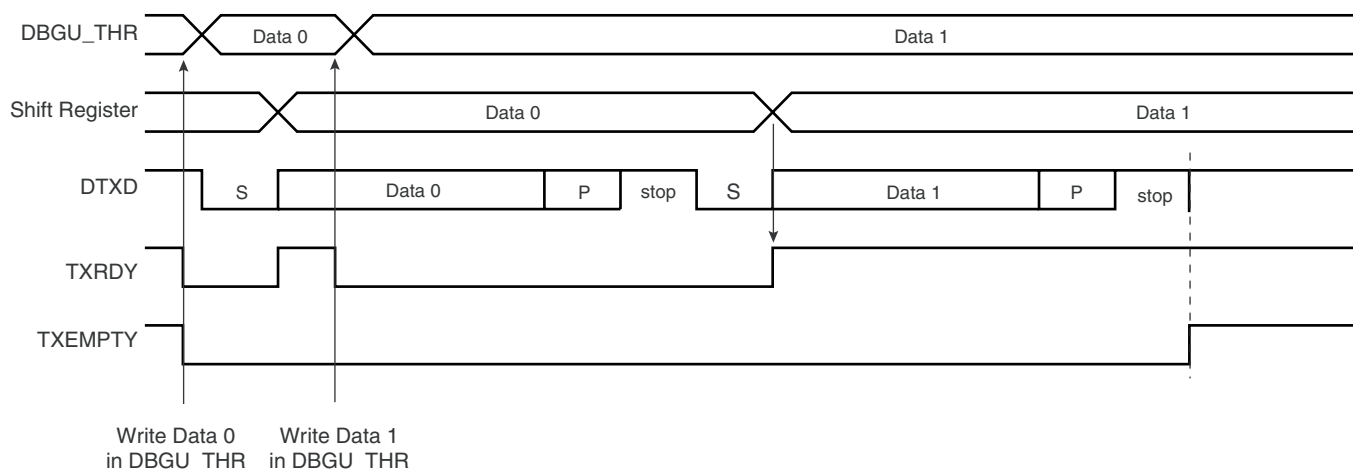 DBGU_THR
Data 0
Data 1
Shift Register
Data 0
Data 1
DTXD
S
Data 0
P
stop
S
Data 1
P
stop
TXRDY
TXEMPTY
Write Data 0
in DBGU_THR
Write Data 1
in DBGU_THR